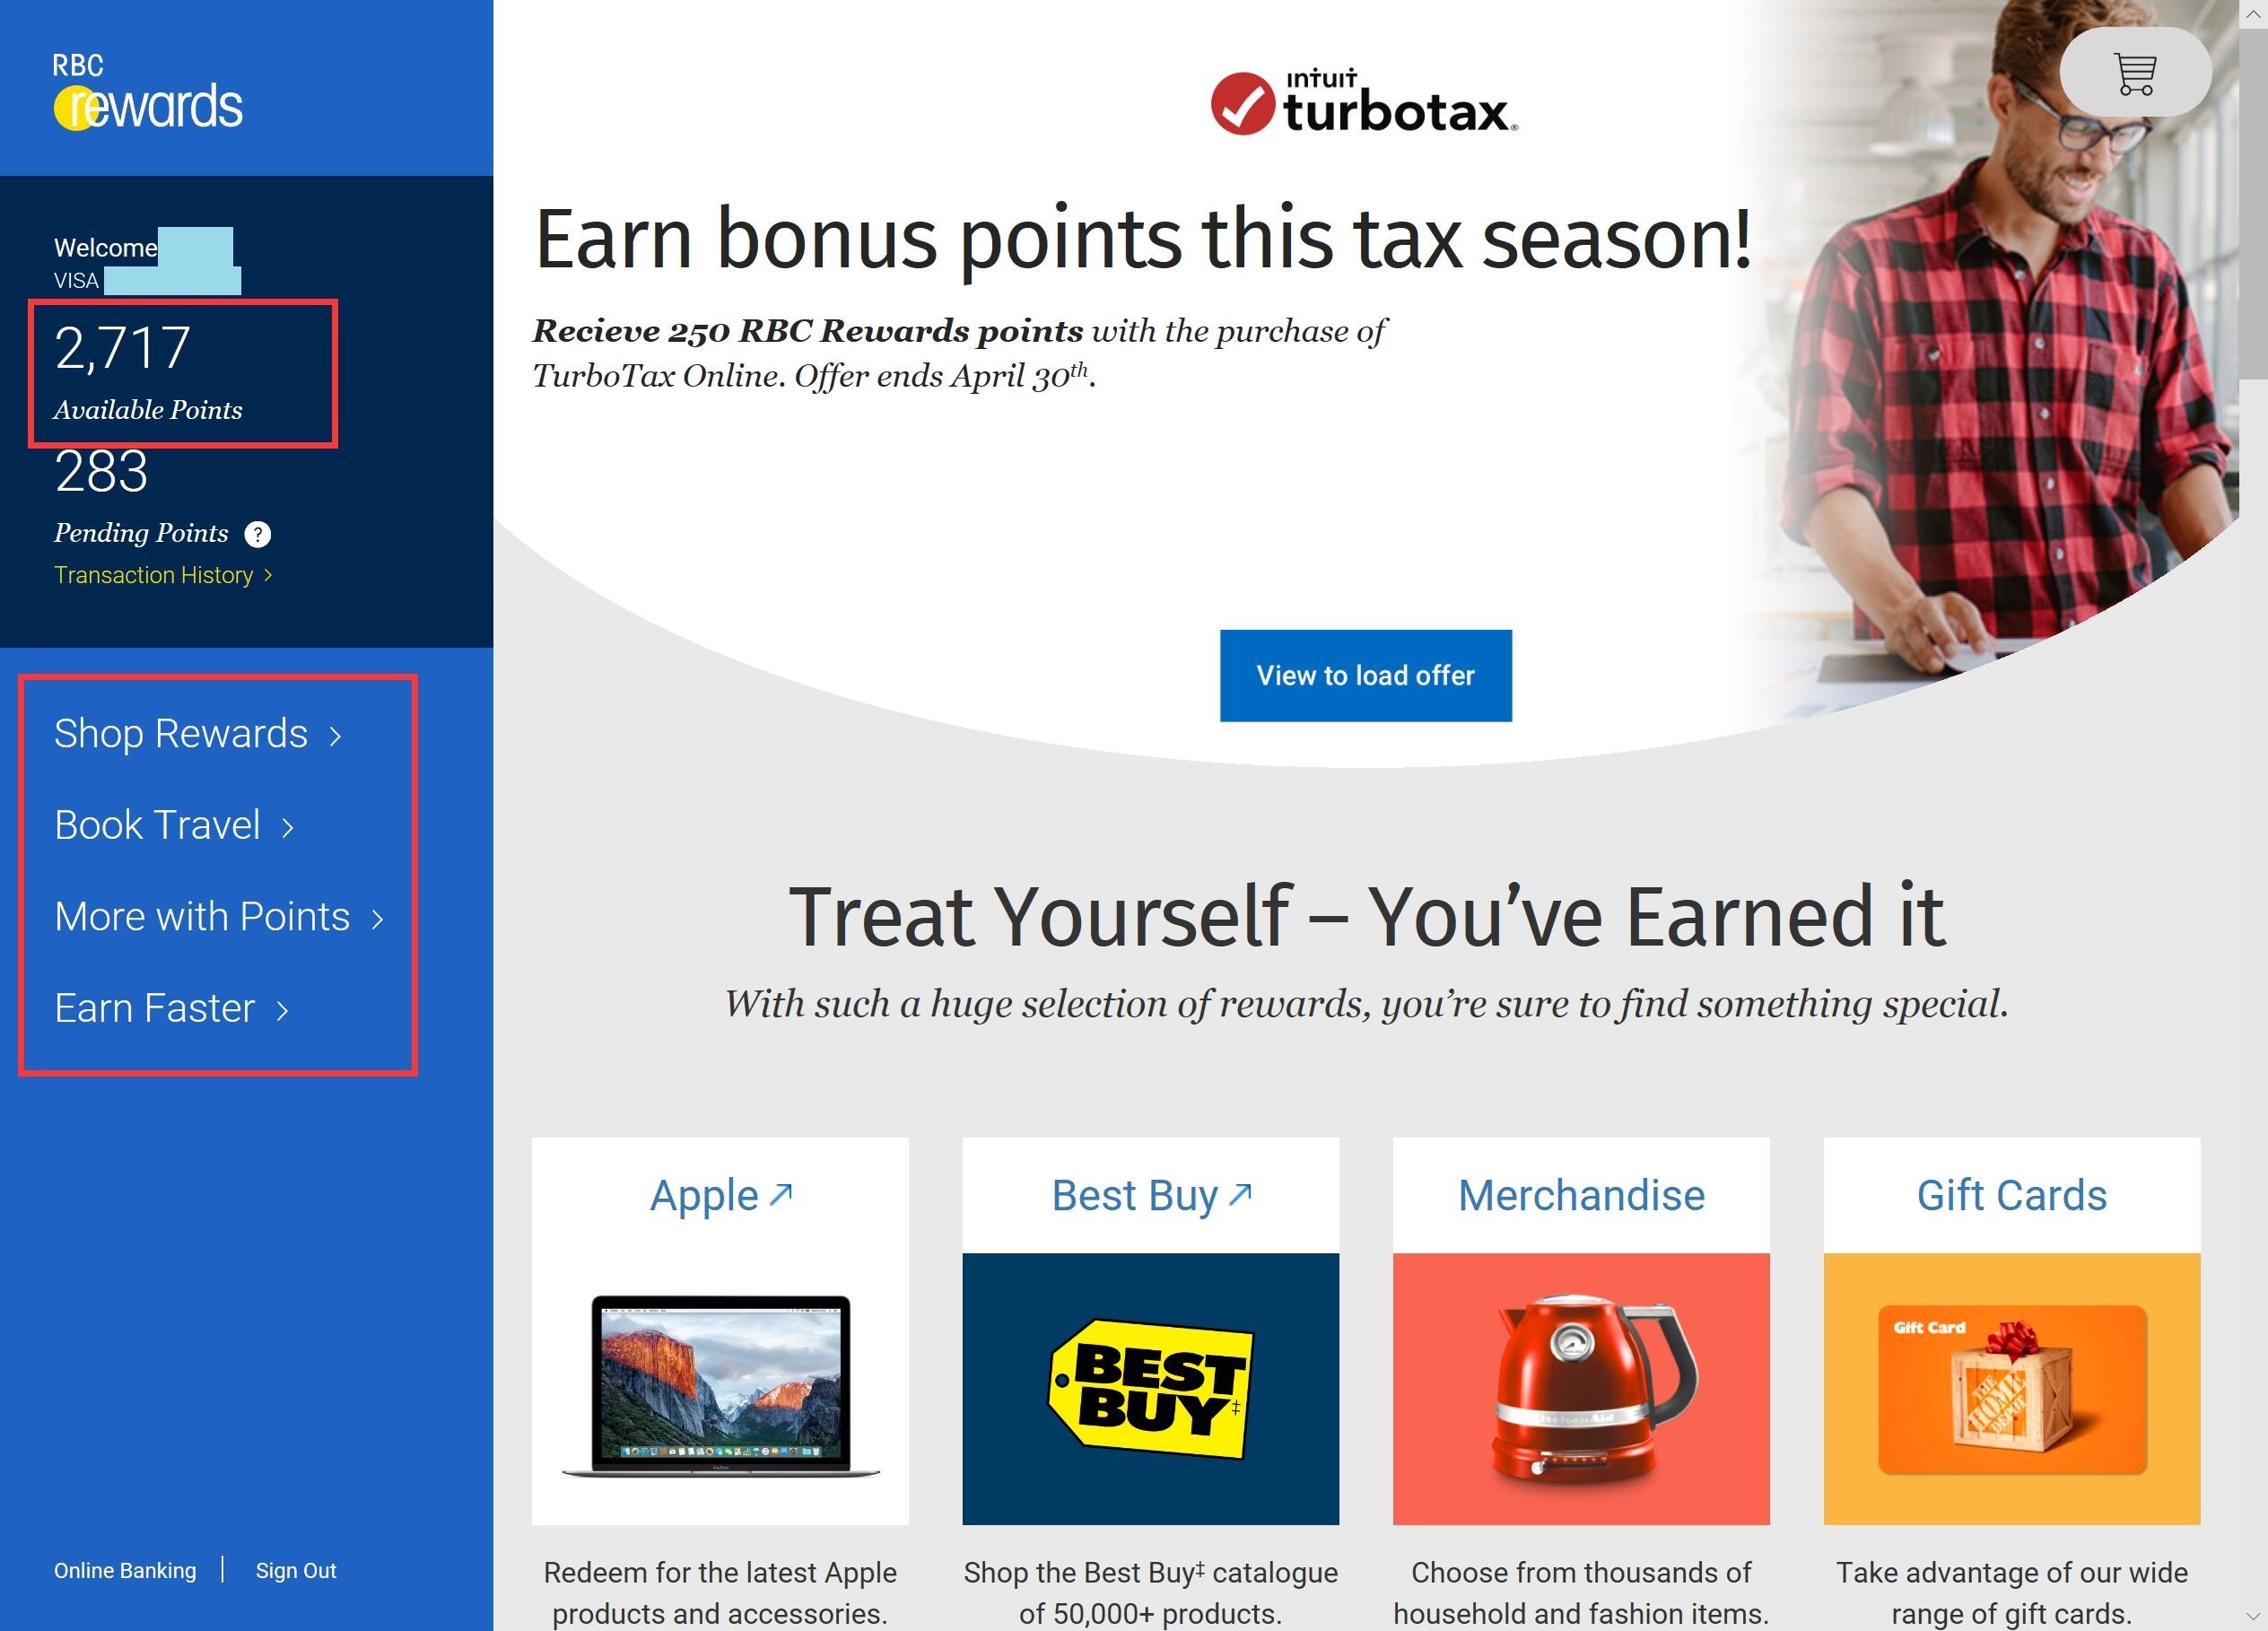 RBC
rewards
Welcome
VISA
2,717
Available Points
283
Pending Points ?
Transaction History >
Shop Rewards >
Book Travel >
More with Points >
Earn Faster >
Online Banking | Sign Out
ıntuıt
turbotax®
Earn bonus points this tax season!
Recieve 250 RBC Rewards points with the purchase of
TurboTax Online. Offer ends April 30th.
View to load offer
Treat Yourself – You’ve Earned it
With such a huge selection of rewards, you’re sure to find something special.
Apple
Redeem for the latest Apple
products and accessories.
Best Buy
BEST
BUY‡
Shop the Best Buy‡ catalogue
of 50,000+ products.
Merchandise
KitchenAid
Choose from thousands of
household and fashion items.
Gift Cards
Gift Card
THE
HOME
DEPOT
Take advantage of our wide
range of gift cards.